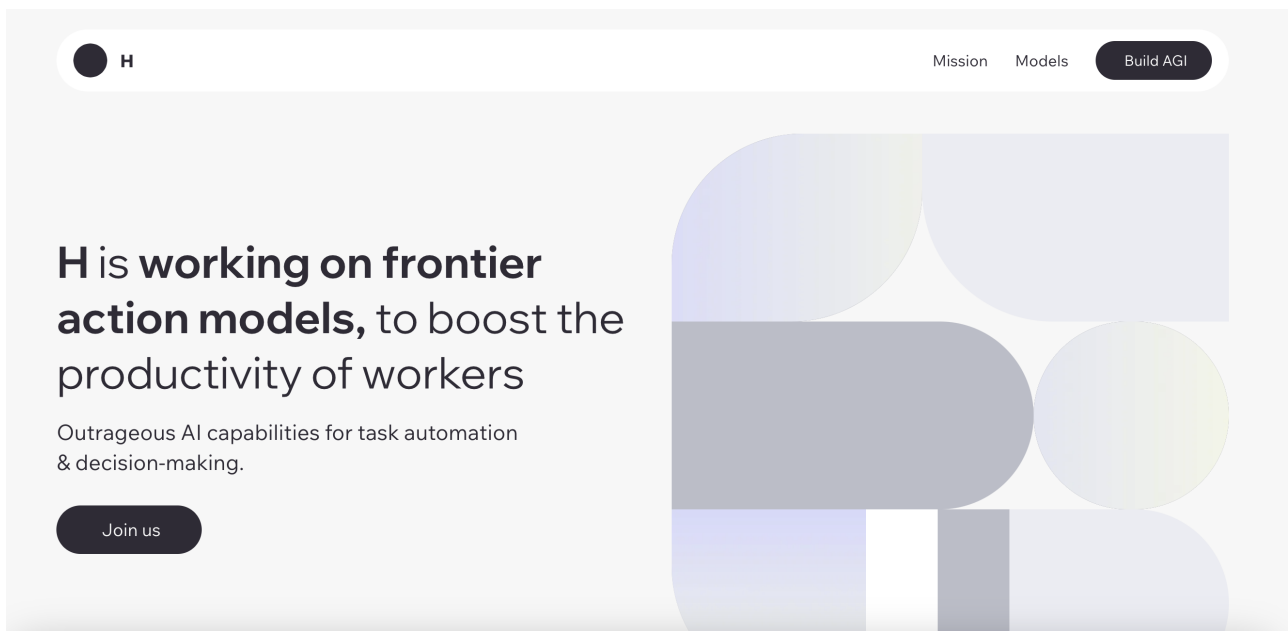 H
Mission
Models
Build AGI
H is working on frontier
action models, to boost the
productivity of workers
Outrageous AI capabilities for task automation
& decision-making.
Join us